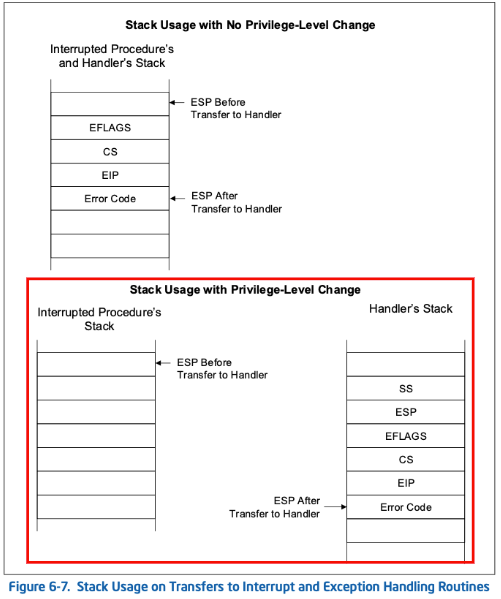 Stack Usage with No Privilege-Level Change
Interrupted Procedure's
and Handler's Stack
ESP Before
Transfer to Handler
EFLAGS
CS
EIP
Error Code
ESP After
Transfer to Handler
Stack Usage with Privilege-Level Change
Interrupted Procedure's
Stack
Handler's Stack
ESP Before
Transfer to Handler
SS
ESP
EFLAGS
CS
EIP
ESP After
Transfer to Handler
Error Code
Figure 6-7. Stack Usage on Transfers to Interrupt and Exception Handling Routines